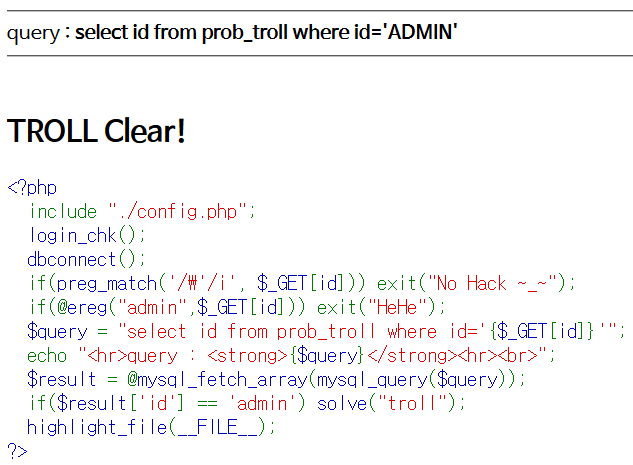 query : select id from prob_troll where id='ADMIN'
TROLL Clear!
<?php
include "./config.php";
login_chk();
dbconnect();
if(preg_match('/₩'/i', $_GET[id])) exit("No Hack ~_~");
if(@ereg("admin",$_GET[id])) exit("HeHe");
$query = "select id from prob_troll where id='{$_GET[id]}'";
echo "<hr>query : <strong>{$query}</strong><hr><br>";
$result = @mysql_fetch_array(mysql_query($query));
if($result['id'] == 'admin') solve("troll");
highlight_file(__FILE__);
?>